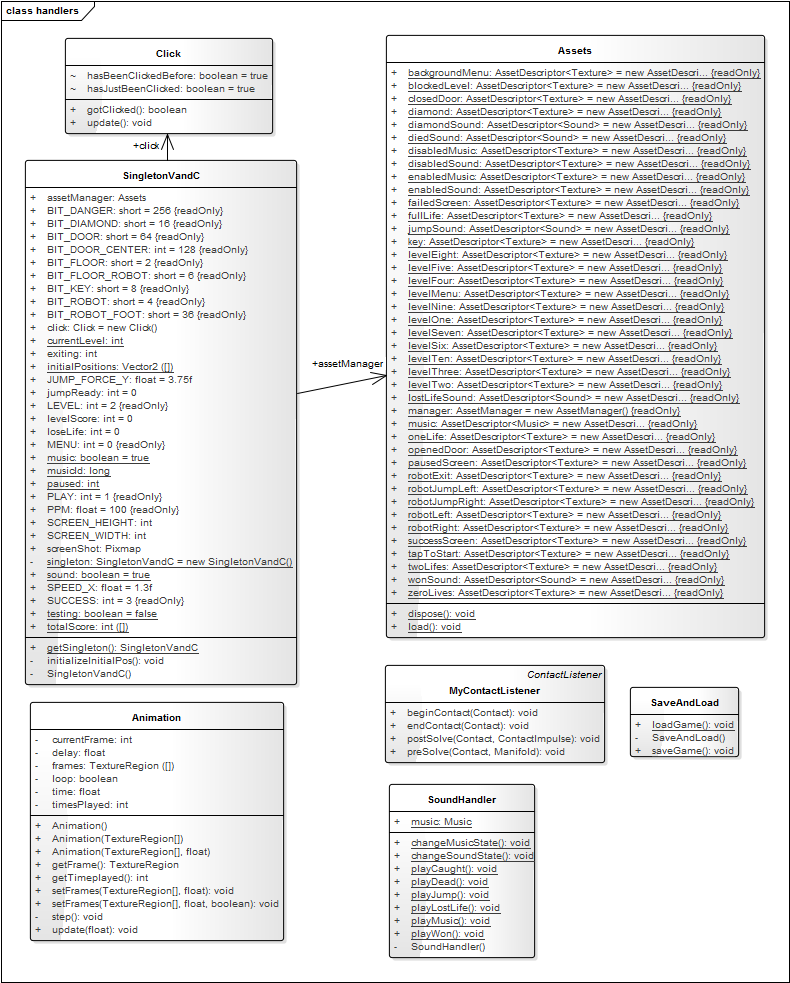 class handlers
Click
~ hasBeenClickedBefore: boolean = true
~ hasJustBeenClicked: boolean = true
+ gotClicked(): boolean
+ update(): void
+click
SingletonVandC
+ assetManager: Assets
+ BIT_DANGER: short = 256 {readOnly}
+ BIT_DIAMOND: short = 16 {readOnly}
+ BIT_DOOR: short = 64 {readOnly}
+ BIT_DOOR_CENTER: int = 128 {readOnly}
+ BIT_FLOOR: short = 2 {readOnly}
+ BIT_FLOOR_ROBOT: short = 6 {readOnly}
+ BIT_KEY: short = 8 {readOnly}
+ BIT_ROBOT: short = 4 {readOnly}
+ BIT_ROBOT_FOOT: short = 36 {readOnly}
+ click: Click = new Click()
+ currentLevel: int
+ exiting: int
+ initialPositions: Vector2 ([])
+ JUMP_FORCE_Y: float = 3.75f
+ jumpReady: int = 0
+ LEVEL: int = 2 {readOnly}
+ levelScore: int = 0
+ loseLife: int = 0
+ MENU: int = 0 {readOnly}
+ music: boolean = true
+ musicId: long
+ paused: int
+ PLAY: int = 1 {readOnly}
+ PPM: float = 100 {readOnly}
+ SCREEN_HEIGHT: int
+ SCREEN_WIDTH: int
+ screenShot: Pixmap
- singleton: SingletonVandC = new SingletonVandC()
+ sound: boolean = true
+ SPEED_X: float = 1.3f
+ SUCCESS: int = 3 {readOnly}
+ testing: boolean = false
+ totalScore: int ([])
+ getSingleton(): SingletonVandC
- initializeInitialPos(): void
- SingletonVandC()
+assetManager
Assets
+ backgroundMenu: AssetDescriptor<Texture> = new AssetDescri... {readOnly}
+ blockedLevel: AssetDescriptor<Texture> = new AssetDescri... {readOnly}
+ closedDoor: AssetDescriptor<Texture> = new AssetDescri... {readOnly}
+ diamond: AssetDescriptor<Texture> = new AssetDescri... {readOnly}
+ diamondSound: AssetDescriptor<Sound> = new AssetDescri... {readOnly}
+ diedSound: AssetDescriptor<Sound> = new AssetDescri... {readOnly}
+ disabledMusic: AssetDescriptor<Texture> = new AssetDescri... {readOnly}
+ disabledSound: AssetDescriptor<Texture> = new AssetDescri... {readOnly}
+ enabledMusic: AssetDescriptor<Texture> = new AssetDescri... {readOnly}
+ enabledSound: AssetDescriptor<Texture> = new AssetDescri... {readOnly}
+ failedScreen: AssetDescriptor<Texture> = new AssetDescri... {readOnly}
+ fullLife: AssetDescriptor<Texture> = new AssetDescri... {readOnly}
+ jumpSound: AssetDescriptor<Sound> = new AssetDescri... {readOnly}
+ key: AssetDescriptor<Texture> = new AssetDescri... {readOnly}
+ levelEight: AssetDescriptor<Texture> = new AssetDescri... {readOnly}
+ levelFive: AssetDescriptor<Texture> = new AssetDescri... {readOnly}
+ levelFour: AssetDescriptor<Texture> = new AssetDescri... {readOnly}
+ levelMenu: AssetDescriptor<Texture> = new AssetDescri... {readOnly}
+ levelNine: AssetDescriptor<Texture> = new AssetDescri... {readOnly}
+ levelOne: AssetDescriptor<Texture> = new AssetDescri... {readOnly}
+ levelSeven: AssetDescriptor<Texture> = new AssetDescri... {readOnly}
+ levelSix: AssetDescriptor<Texture> = new AssetDescri... {readOnly}
+ levelTen: AssetDescriptor<Texture> = new AssetDescri... {readOnly}
+ levelThree: AssetDescriptor<Texture> = new AssetDescri... {readOnly}
+ levelTwo: AssetDescriptor<Texture> = new AssetDescri... {readOnly}
+ lostLifeSound: AssetDescriptor<Sound> = new AssetDescri... {readOnly}
+ manager: AssetManager = new AssetManager() {readOnly}
+ music: AssetDescriptor<Music> = new AssetDescri... {readOnly}
+ oneLife: AssetDescriptor<Texture> = new AssetDescri... {readOnly}
+ openedDoor: AssetDescriptor<Texture> = new AssetDescri... {readOnly}
+ pausedScreen: AssetDescriptor<Texture> = new AssetDescri... {readOnly}
+ robotExit: AssetDescriptor<Texture> = new AssetDescri... {readOnly}
+ robotJumpLeft: AssetDescriptor<Texture> = new AssetDescri... {readOnly}
+ robotJumpRight: AssetDescriptor<Texture> = new AssetDescri... {readOnly}
+ robotLeft: AssetDescriptor<Texture> = new AssetDescri... {readOnly}
+ robotRight: AssetDescriptor<Texture> = new AssetDescri... {readOnly}
+ successScreen: AssetDescriptor<Texture> = new AssetDescri... {readOnly}
+ tapToStart: AssetDescriptor<Texture> = new AssetDescri... {readOnly}
+ twoLifes: AssetDescriptor<Texture> = new AssetDescri... {readOnly}
+ wonSound: AssetDescriptor<Sound> = new AssetDescri... {readOnly}
+ zeroLives: AssetDescriptor<Texture> = new AssetDescri... {readOnly}
+ dispose(): void
+ load(): void
Animation
- currentFrame: int
- delay: float
- frames: TextureRegion ([])
- loop: boolean
- time: float
- timesPlayed: int
+ Animation()
+ Animation(TextureRegion[])
+ Animation(TextureRegion[], float)
+ getFrame(): TextureRegion
+ getTimeplayed(): int
+ setFrames(TextureRegion[], float): void
+ setFrames(TextureRegion[], float, boolean): void
- step(): void
+ update(float): void
ContactListener
MyContactListener
+ beginContact(Contact): void
+ endContact(Contact): void
+ postSolve(Contact, ContactImpulse): void
+ preSolve(Contact, Manifold): void
SaveAndLoad
+ loadGame(): void
- SaveAndLoad()
+ saveGame(): void
SoundHandler
+ music: Music
+ changeMusicState(): void
+ changeSoundState(): void
+ playCaught(): void
+ playDead(): void
+ playJump(): void
+ playLostLife(): void
+ playMusic(): void
+ playWon(): void
- SoundHandler()